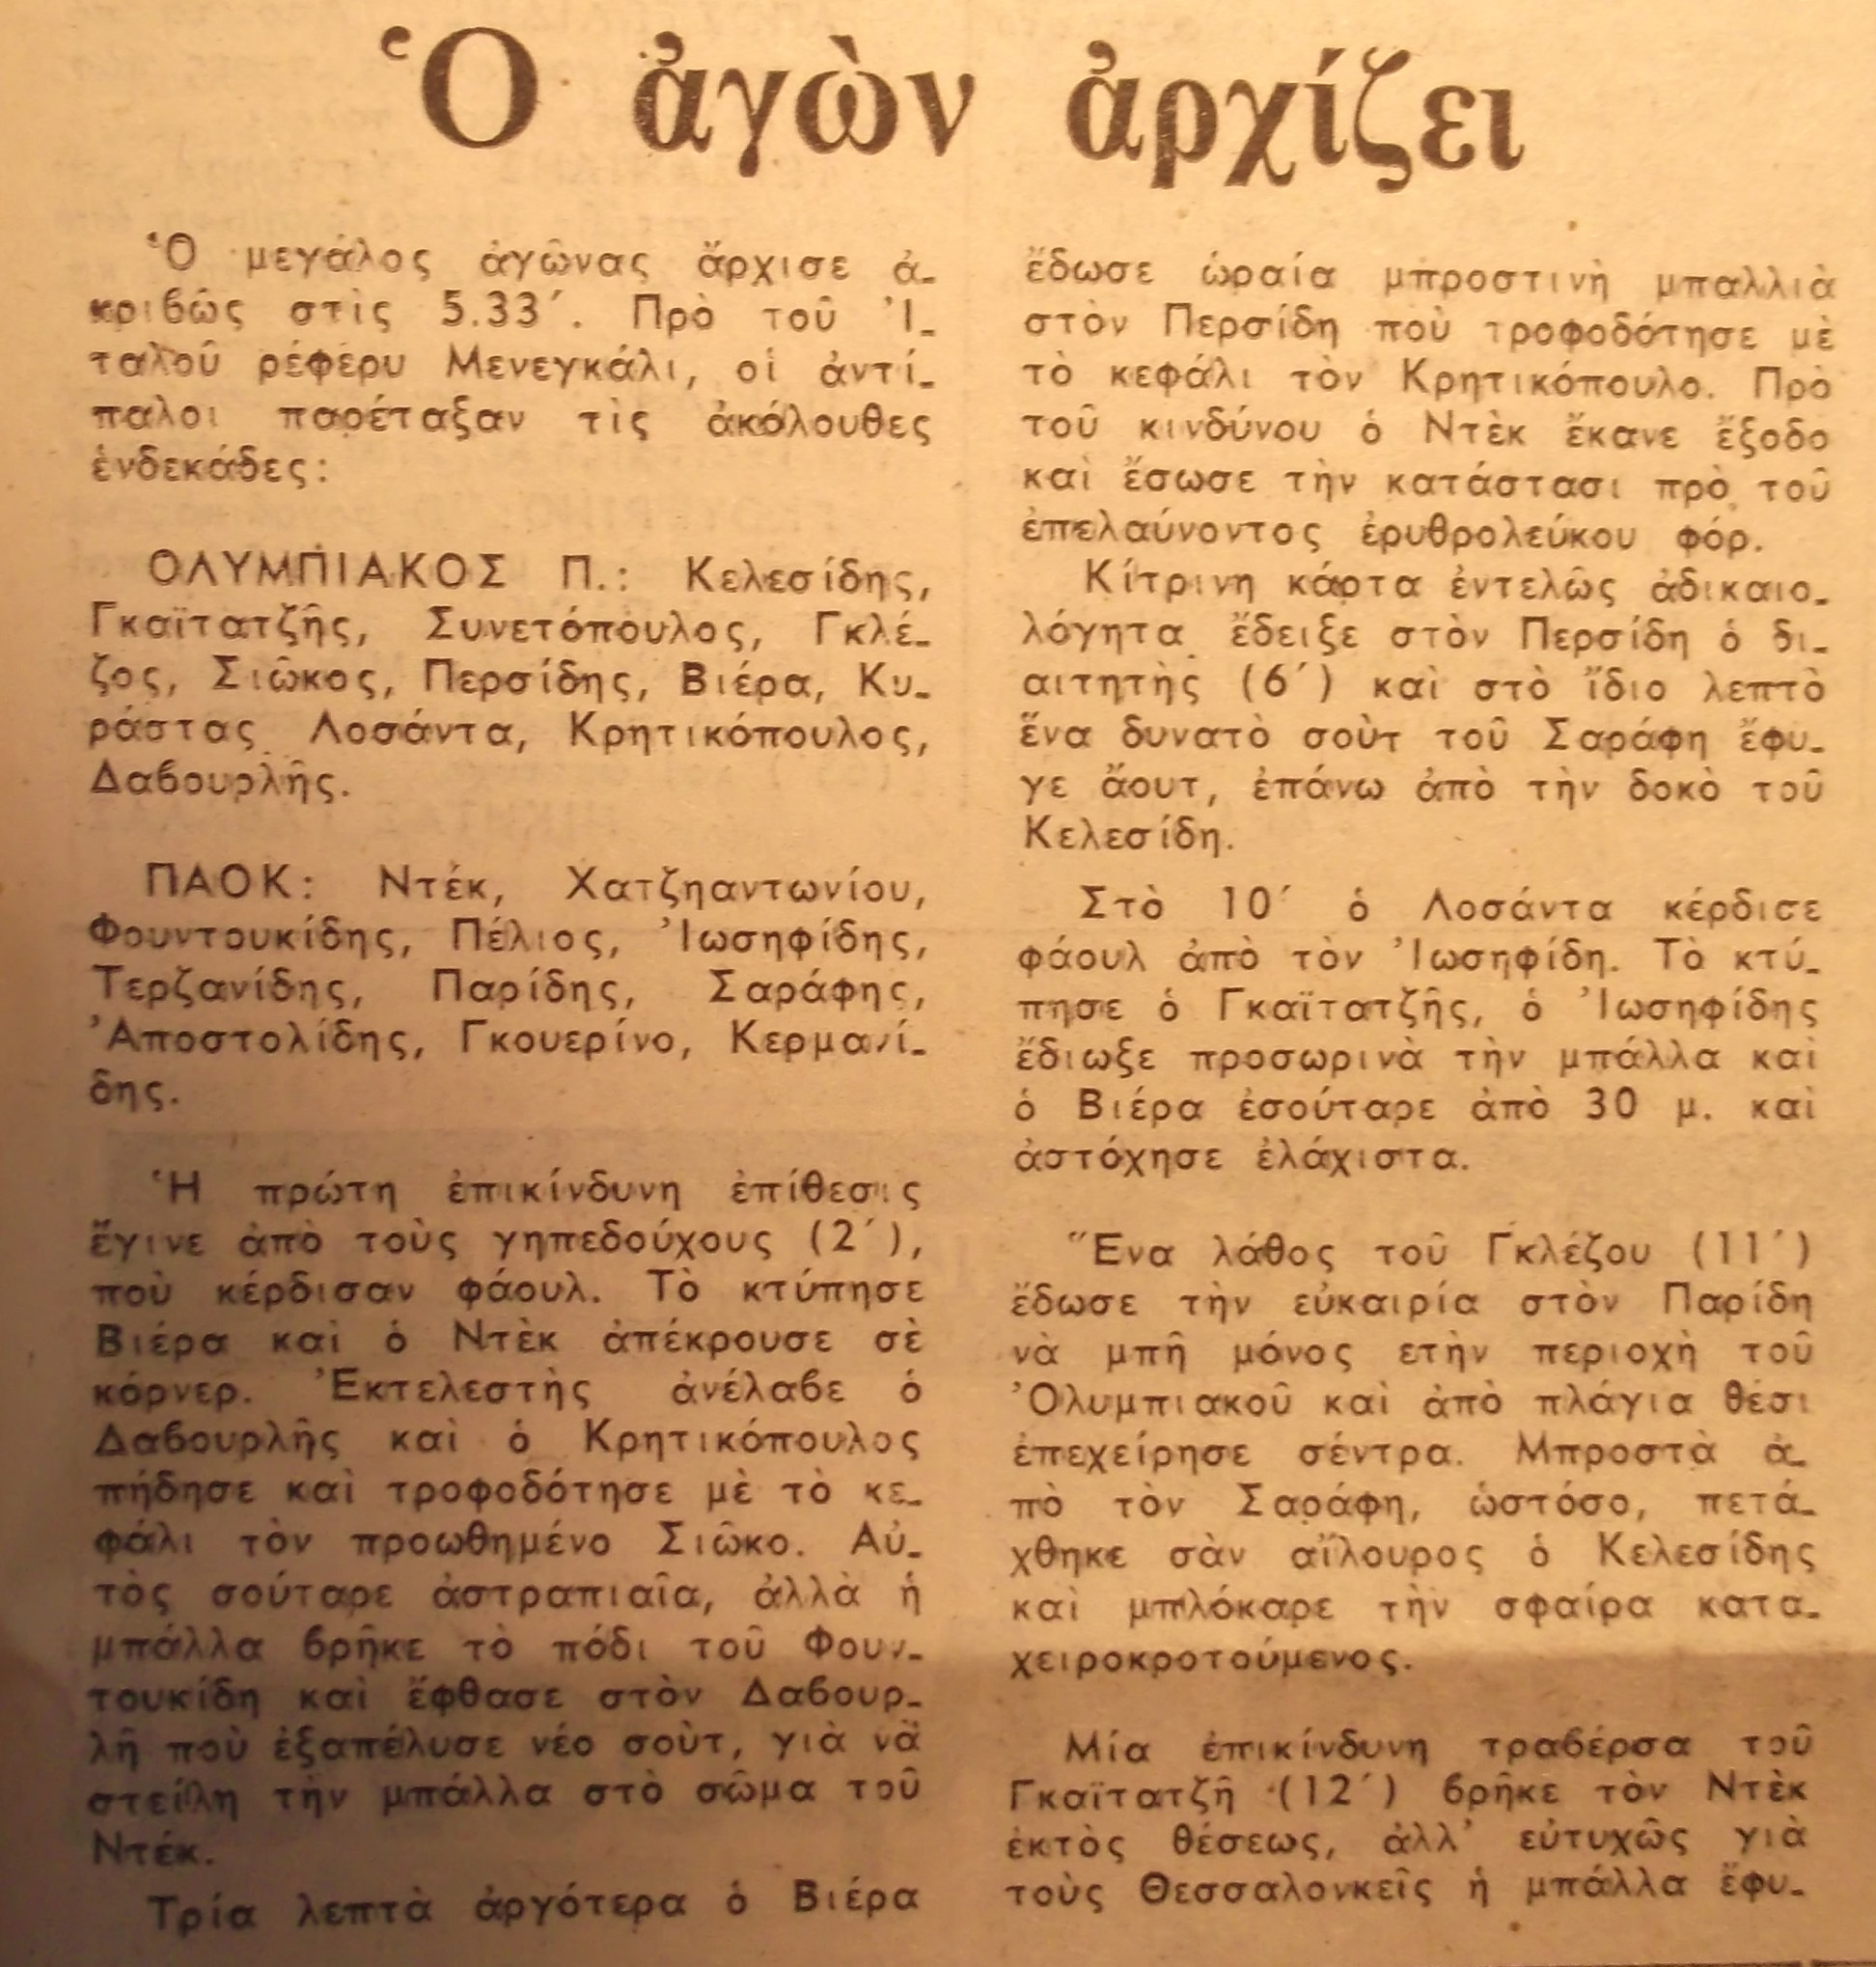 Ὁ ἀγὼν ἀρχίζει
Ὁ μεγάλος ἀγῶνας ἄρχισε ἀ-
κριβῶς στὶς 5.33΄. Πρὸ τοῦ Ἰ-
ταλοῦ ρέφερυ Μενεγκάλι, οἱ ἀντί-
παλοι παρέταξαν τὶς ἀκόλουθες
ἑνδεκάδες:
ΟΛΥΜΠΙΑΚΟΣ Π.: Κελεσίδης,
Γκαϊτατζῆς, Συνετόπουλος, Γκλέ-
ζος, Σιῶκος, Περσίδης, Βιέρα, Κυ-
ράστας, Λοσάντα, Κρητικόπουλος,
Δαβουρλῆς.
ΠΑΟΚ: Ντέκ, Χατζηαντωνίου,
Φουντουκίδης, Πέλιος, Ἰωσηφίδης,
Τερζανίδης, Παρίδης, Σαράφης,
Ἀποστολίδης, Γκουερίνο, Κερμανί-
δης.
Ἡ πρώτη ἐπικίνδυνη ἐπίθεσις
ἔγινε ἀπὸ τοὺς γηπεδούχους (2΄),
ποὺ κέρδισαν φάουλ. Τὸ κτύπησε
Βιέρα καὶ ὁ Ντὲκ ἀπέκρουσε σὲ
κόρνερ. Ἐκτελεστὴς ἀνέλαβε ὁ
Δαβουρλῆς καὶ ὁ Κρητικόπουλος
πήδησε καὶ τροφοδότησε μὲ τὸ κε-
φάλι τὸν προωθημένο Σιῶκο. Αὐ-
τὸς σούταρε ἀστραπιαῖα, ἀλλὰ ἡ
μπάλλα βρῆκε τὸ πόδι τοῦ Φουν-
τουκίδη καὶ ἔφθασε στὸν Δαβουρ-
λῆ ποὺ ἐξαπέλυσε νέο σοὺτ, γιὰ νὰ
στείλη τὴν μπάλλα στὸ σῶμα τοῦ
Ντέκ.
Τρία λεπτὰ ἀργότερα ὁ Βιέρα
ἔδωσε ὡραία μπροστινὴ μπαλλιὰ
στὸν Περσίδη ποὺ τροφοδότησε μὲ
τὸ κεφάλι τὸν Κρητικόπουλο. Πρὸ
τοῦ κινδύνου ὁ Ντὲκ ἔκανε ἔξοδο
καὶ ἔσωσε τὴν κατάστασι πρὸ τοῦ
ἐπελαύνοντος ἐρυθρολεύκου φόρ.
Κίτρινη κάρτα ἐντελῶς ἀδικαιο-
λόγητα ἔδειξε στὸν Περσίδη ὁ δι-
αιτητὴς (6΄) καὶ στὸ ἴδιο λεπτὸ
ἕνα δυνατὸ σοὺτ τοῦ Σαράφη ἔφυ-
γε ἄουτ, ἐπάνω ἀπὸ τὴν δοκὸ τοῦ
Κελεσίδη.
Στὸ 10΄ ὁ Λοσάντα κέρδισε
φάουλ ἀπὸ τὸν Ἰωσηφίδη. Τὸ κτύ-
πησε ὁ Γκαϊτατζῆς, ὁ Ἰωσηφίδης
ἔδιωξε προσωρινὰ τὴν μπάλλα καὶ
ὁ Βιέρα ἐσούταρε ἀπὸ 30 μ. καὶ
ἀστόχησε ἐλάχιστα.
Ἕνα λάθος τοῦ Γκλέζου (11΄)
ἔδωσε τὴν εὐκαιρία στὸν Παρίδη
νὰ μπῆ μόνος ετὴν περιοχὴ τοῦ
Ὀλυμπιακοῦ καὶ ἀπὸ πλάγια θέσι
ἐπεχείρησε σέντρα. Μπροστὰ ἀ-
πὸ τὸν Σαράφη, ὡστόσο, πετά-
χθηκε σὰν αἴλουρος ὁ Κελεσίδης
καὶ μπλόκαρε τὴν σφαίρα κατα-
χειροκροτούμενος.
Μία ἐπικίνδυνη τραβέρσα τοῦ
Γκαϊτατζῆ (12΄) βρῆκε τὸν Ντὲκ
ἐκτὸς θέσεως, ἀλλ᾽ εὐτυχῶς γιὰ
τοὺς Θεσσαλονκεῖς ἡ μπάλλα ἔφυ-